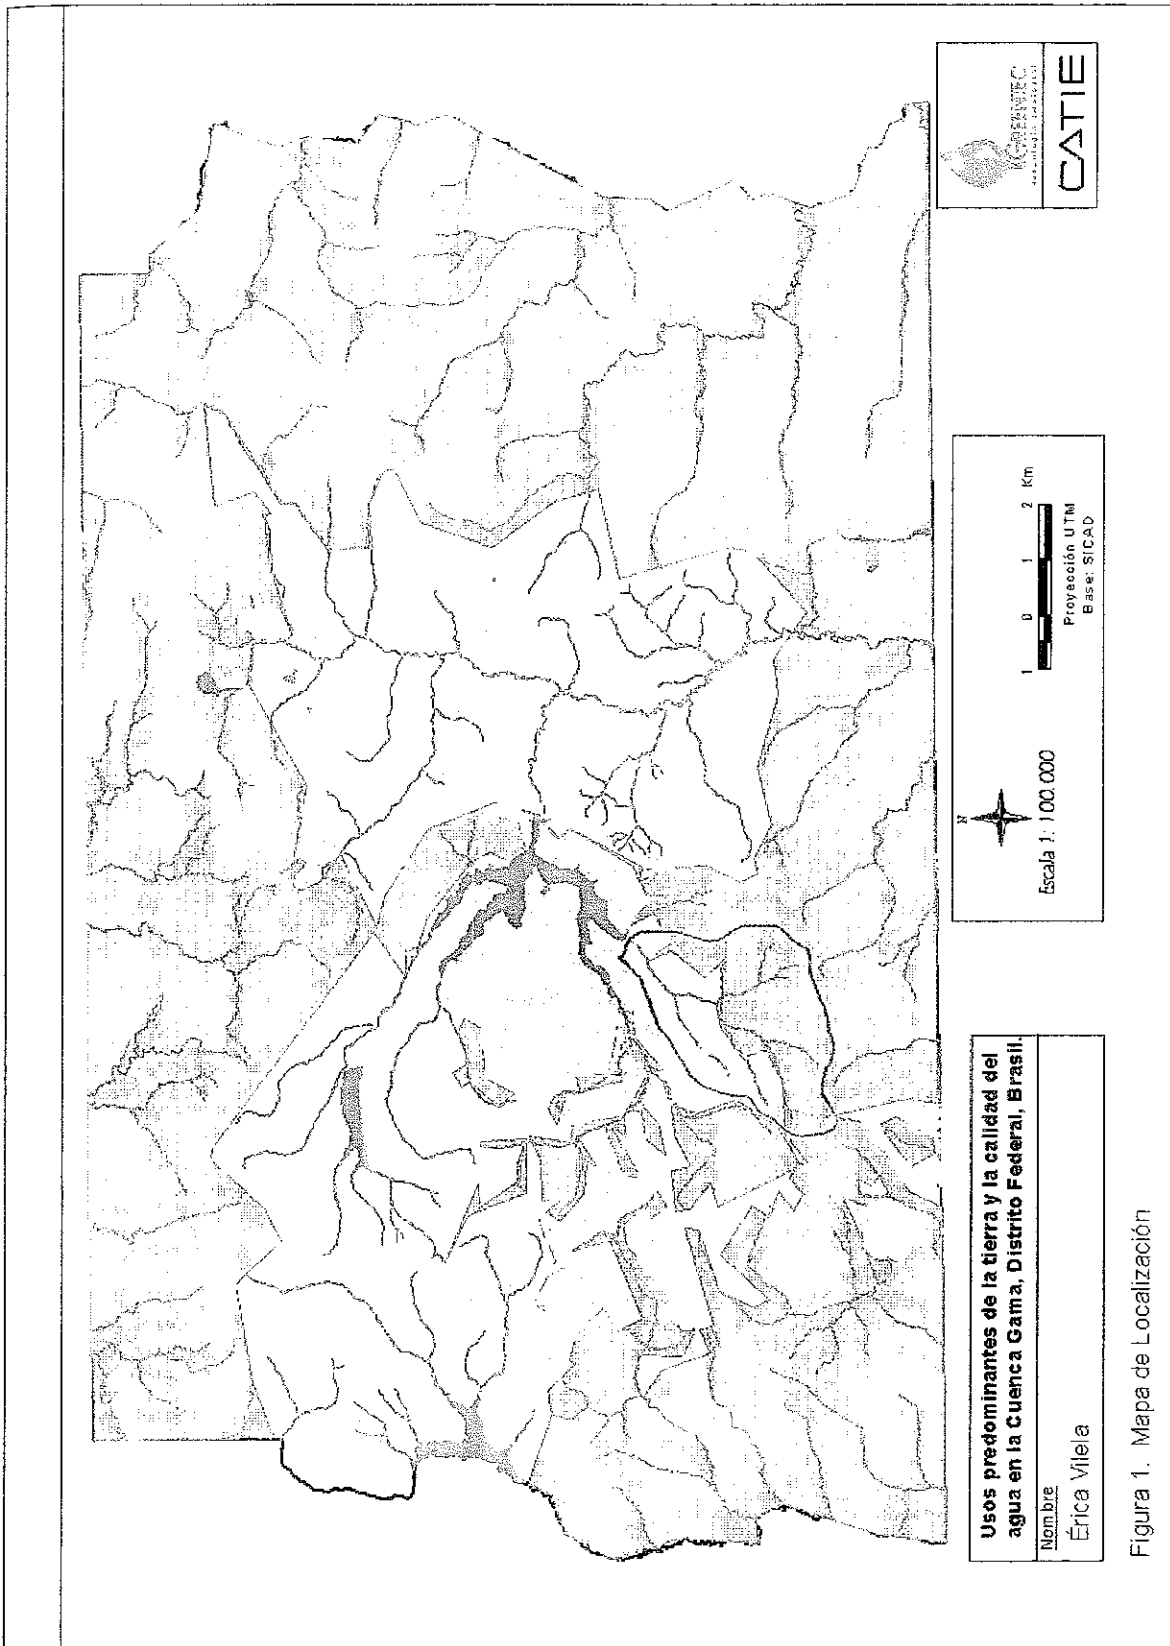 CATIE
N
Escala 1: 100.000
1 0 1 2 Km
Proyección UTM
Base: SICAD
Usos predominantes de la tierra y la calidad del
agua en la Cuenca Gama, Distrito Federal, Brasil.
Nombre
Érica Vilela
Figura 1. Mapa de Localización